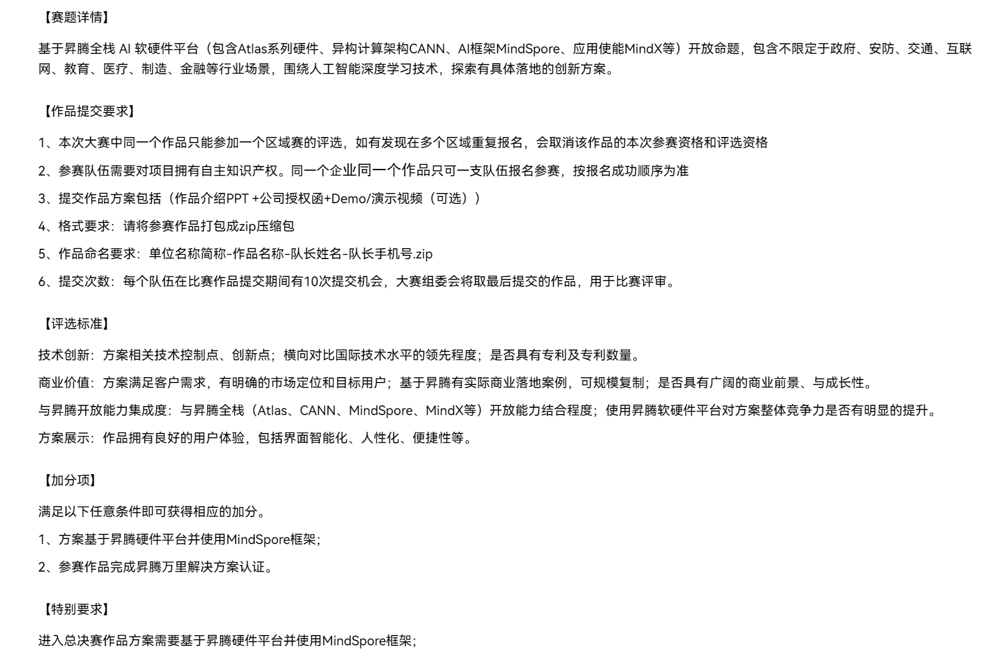 【赛题详情】
基于昇腾全栈 AI 软硬件平台（包含Atlas系列硬件、异构计算架构CANN、AI框架MindSpore、应用使能MindX等）开放命题，包含不限定于政府、安防、交通、互联
网、教育、医疗、制造、金融等行业场景，围绕人工智能深度学习技术，探索有具体落地的创新方案。
【作品提交要求】
1、本次大赛中同一个作品只能参加一个区域赛的评选，如有发现在多个区域重复报名，会取消该作品的本次参赛资格和评选资格
2、参赛队伍需要对项目拥有自主知识产权。同一个企业同一个作品只可一支队伍报名参赛，按报名成功顺序为准
3、提交作品方案包括（作品介绍PPT +公司授权函+Demo/演示视频（可选））
4、格式要求：请将参赛作品打包成zip压缩包
5、作品命名要求：单位名称简称-作品名称-队长姓名-队长手机号.zip
6、提交次数：每个队伍在比赛作品提交期间有10次提交机会，大赛组委会将取最后提交的作品，用于比赛评审。
【评选标准】
技术创新：方案相关技术控制点、创新点；横向对比国际技术水平的领先程度；是否具有专利及专利数量。
商业价值：方案满足客户需求，有明确的市场定位和目标用户；基于昇腾有实际商业落地案例，可规模复制；是否具有广阔的商业前景、与成长性。
与昇腾开放能力集成度：与昇腾全栈（Atlas、CANN、MindSpore、MindX等）开放能力结合程度；使用昇腾软硬件平台对方案整体竞争力是否有明显的提升。
方案展示：作品拥有良好的用户体验，包括界面智能化、人性化、便捷性等。
【加分项】
满足以下任意条件即可获得相应的加分。
1、方案基于昇腾硬件平台并使用MindSpore框架；
2、参赛作品完成昇腾万里解决方案认证。
【特别要求】
进入总决赛作品方案需要基于昇腾硬件平台并使用MindSpore框架；